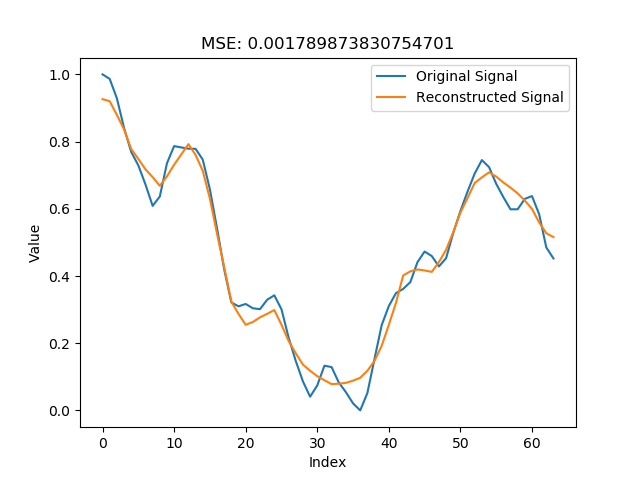 MSE: 0.001789873830754701
Original Signal
Reconstructed Signal
Value
1.0
0.8
0.6
0.4
0.2
0.0
0 10 20 30 40 50 60
Index